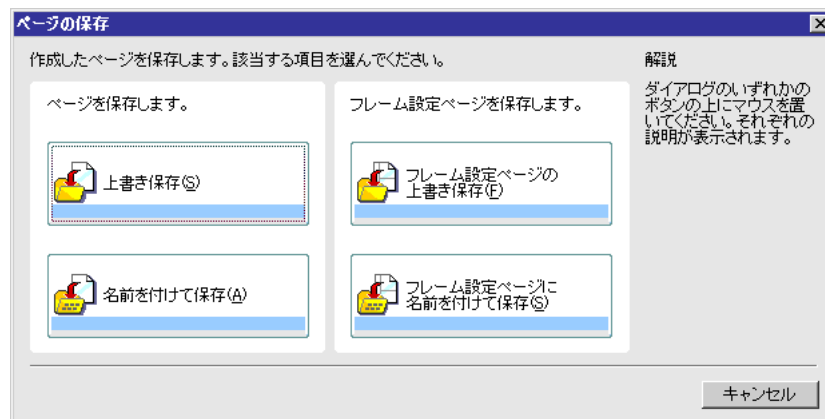 ページの保存
作成したページを保存します。該当する項目を選んでください。
ページを保存します。
上書き保存(S)
名前を付けて保存(A)
フレーム設定ページを保存します。
フレーム設定ページの
上書き保存(F)
フレーム設定ページに
名前を付けて保存(S)
解説
ダイアログのいずれかの
ボタンの上にマウスを置
いてください。それぞれの
説明が表示されます。
キャンセル